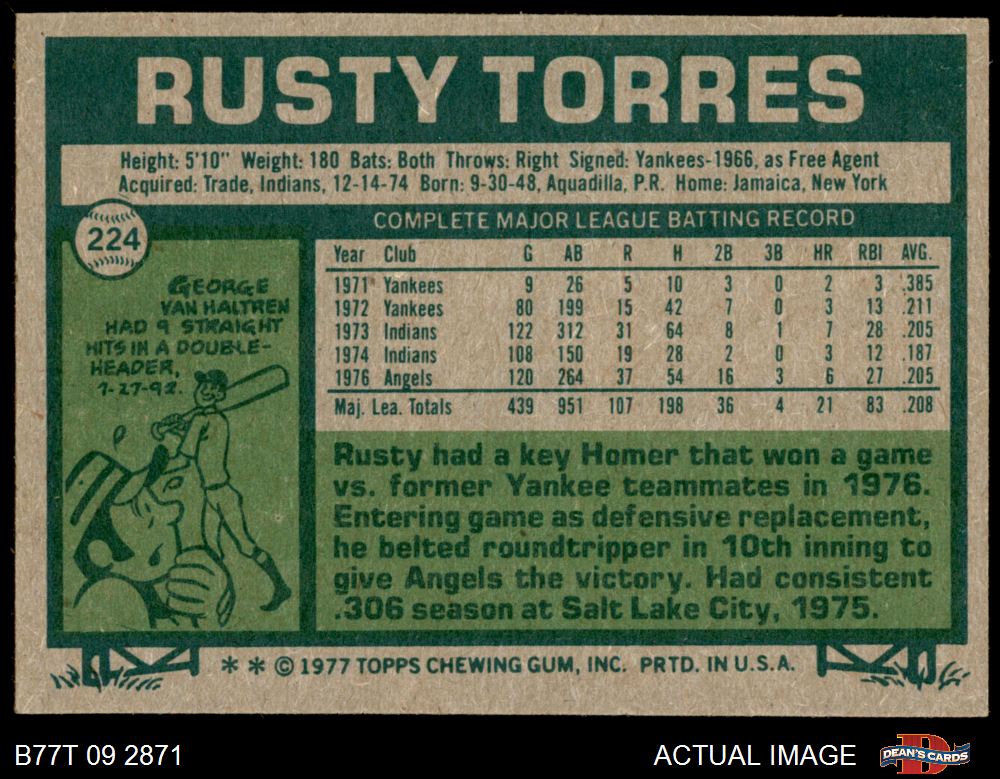 RUSTY TORRES
Height: 5'10" Weight: 180 Bats: Both Throws: Right Signed: Yankees-1966, as Free Agent
Acquired: Trade, Indians, 12-14-74 Born: 9-30-48, Aquadilla, P.R. Home: Jamaica, New York
224
GEORGE
VAN HALTREN
HAD 9 STRAIGHT
HITS IN A DOUBLE-
HEADER,
7-27-92.
COMPLETE MAJOR LEAGUE BATTING RECORD
Year Club G AB R H 2B 3B HR RBI AVG.
1971 Yankees 9 26 5 10 3 0 2 3 .385
1972 Yankees 80 199 15 42 7 0 3 13 .211
1973 Indians 122 312 31 64 8 1 7 28 .205
1974 Indians 108 150 19 28 2 0 3 12 .187
1976 Angels 120 264 37 54 16 3 6 27 .205
Maj. Lea. Totals 439 951 107 198 36 4 21 83 .208
Rusty had a key Homer that won a game
vs. former Yankee teammates in 1976.
Entering game as defensive replacement,
he belted roundtripper in 10th inning to
give Angels the victory. Had consistent
.306 season at Salt Lake City, 1975.
* * © 1977 TOPPS CHEWING GUM, INC. PRTD. IN U.S.A.
B77T 09 2871 ACTUAL IMAGE
D
DEAN'S CARDS